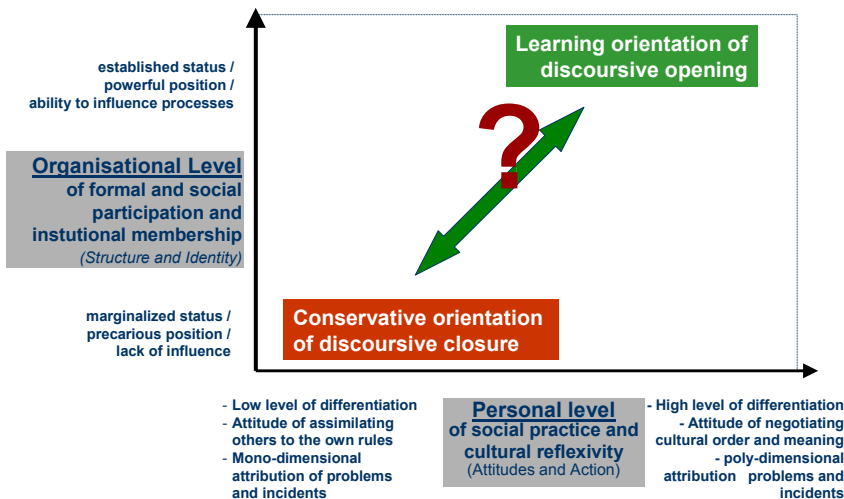 Learning orientation of
discoursive opening
established status /
powerful position /
ability to influence processes
?
Organisational Level
of formal and social
participation and
instutional membership
(Structure and Identity)
marginalized status /
precarious position /
lack of influence
Conservative orientation
of discoursive closure
- Low level of differentiation
- Attitude of assimilating
others to the own rules
- Mono-dimensional
attribution of problems
and incidents
Personal level
of social practice and
cultural reflexivity
(Attitudes and Action)
- High level of differentiation
- Attitude of negotiating
cultural order and meaning
- poly-dimensional
attribution problems and
incidents